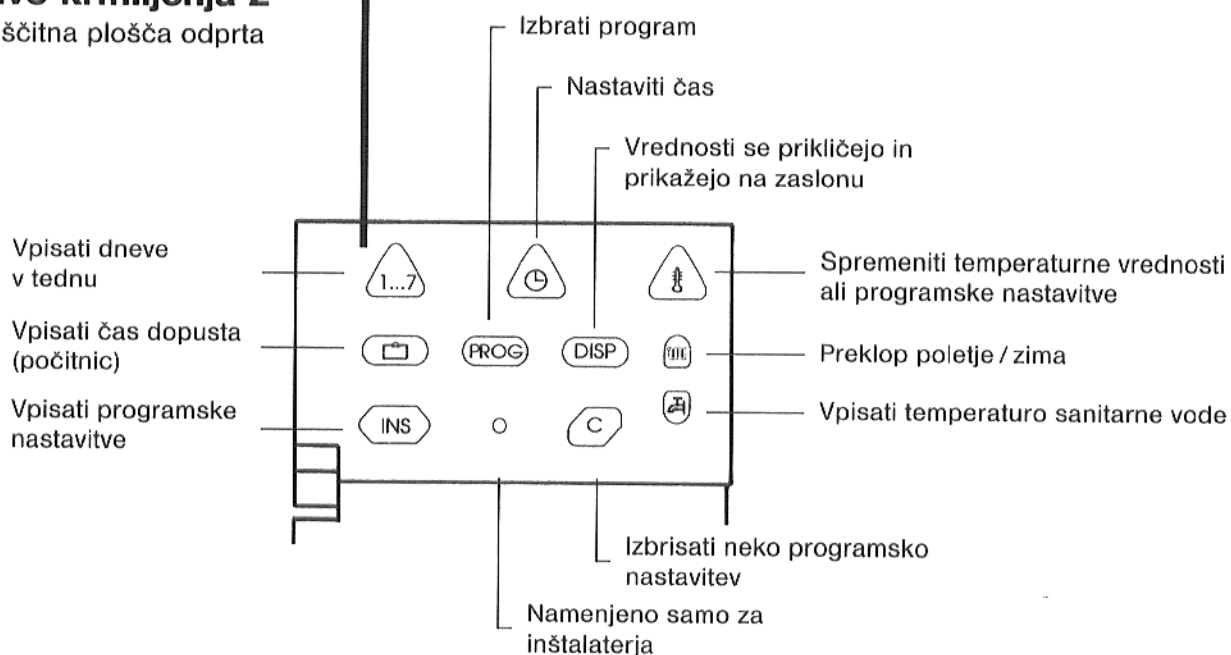 krmiljenja 2
ščitna plošča odprta
Izbrati program
Nastaviti čas
Vrednosti se prikličejo in
prikažejo na zaslonu
Vpisati dneve
v tednu
1...7
Spremeniti temperaturne vrednosti
ali programske nastavitve
Vpisati čas dopusta
(počitnic)
PROG
DISP
Preklop poletje / zima
Vpisati programske
nastavitve
INS
C
Vpisati temperaturo sanitarne vode
Izbrisati neko programsko
nastavitev
Namenjeno samo za
inštalaterja